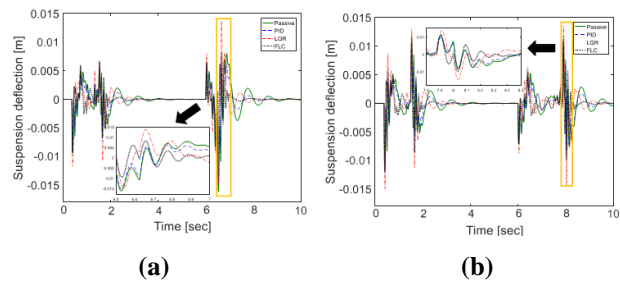 0.015
0.01
0.005
0
-0.005
-0.01
-0.015
Suspension deflection [m]
0 2 4 6 8 10
Time [sec]
Passive
PID
LQR
FLC
(a)
0.01
0.005
0
-0.005
-0.01
-0.015
Suspension deflection [m]
0 2 4 6 8 10
Time [sec]
Passive
PID
LQR
FLC
(b)